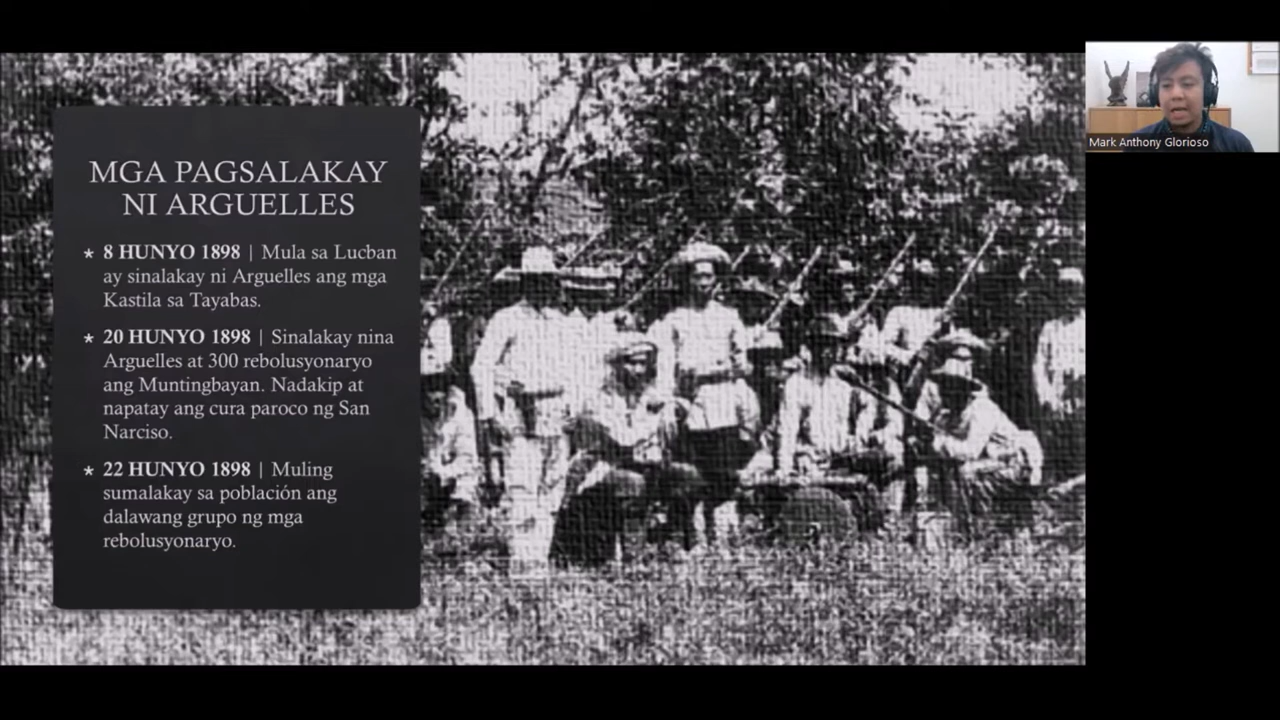 MGA PAGSALAKAY
NI ARGUELLES
* 8 HUNYO 1898 | Mula sa Lucban
ay sinalakay ni Arguelles ang mga
Kastila sa Tayabas.
* 20 HUNYO 1898 | Sinalakay nina
Arguelles at 300 rebolusyonaryo
ang Muntingbayan. Nadakip at
napatay ang cura paroco ng San
Narciso.
* 22 HUNYO 1898 | Muling
sumalakay sa población ang
dalawang grupo ng mga
rebolusyonaryo.
Mark Anthony Glorioso